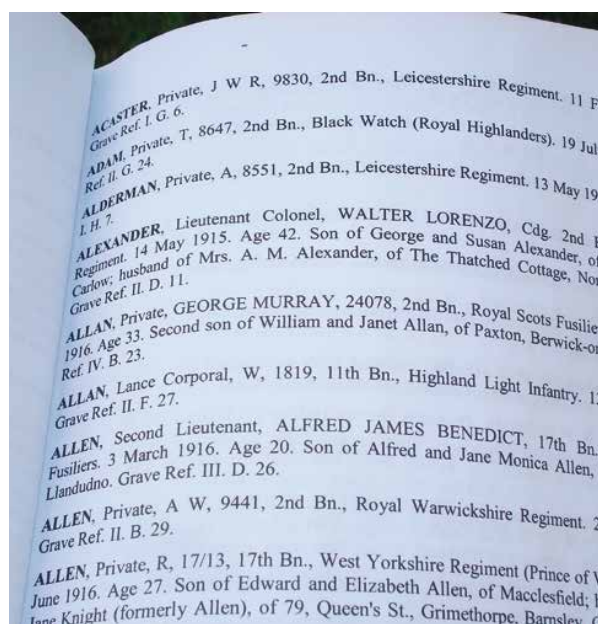 ACASTER, Private, J W R, 9830, 2nd Bn., Leicestershire Regiment. 11 F
Grave Ref. I. G. 6.
ADAM, Private, T, 8647, 2nd Bn., Black Watch (Royal Highlanders). 19 Jul
Ref. II. G. 24.
ALDERMAN, Private, A, 8551, 2nd Bn., Leicestershire Regiment. 13 May 19
I. H. 7.
ALEXANDER, Lieutenant Colonel, WALTER LORENZO, Cdg. 2nd
Regiment. 14 May 1915. Age 42. Son of George and Susan Alexander, of
Carlow; husband of Mrs. A. M. Alexander, of The Thatched Cottage, Nor
Grave Ref. II. D. 11.
ALLAN, Private, GEORGE MURRAY, 24078, 2nd Bn., Royal Scots Fusilie
1916. Age 33. Second son of William and Janet Allan, of Paxton, Berwick-o
Ref. IV. B. 23.
ALLAN, Lance Corporal, W, 1819, 11th Bn., Highland Light Infantry. 1
Grave Ref. II. F. 27.
ALLEN, Second Lieutenant, ALFRED JAMES BENEDICT, 17th Bn.
Fusiliers. 3 March 1916. Age 20. Son of Alfred and Jane Monica Allen,
Llandudno. Grave Ref. III. D. 26.
ALLEN, Private, A W, 9441, 2nd Bn., Royal Warwickshire Regiment. 2
Grave Ref. II. B. 29.
ALLEN, Private, R, 17/13, 17th Bn., West Yorkshire Regiment (Prince of
June 1916. Age 27. Son of Edward and Elizabeth Allen, of Macclesfield;
Jane Knight (formerly Allen), of 79, Queen's St., Grimethorpe, Barnsley.